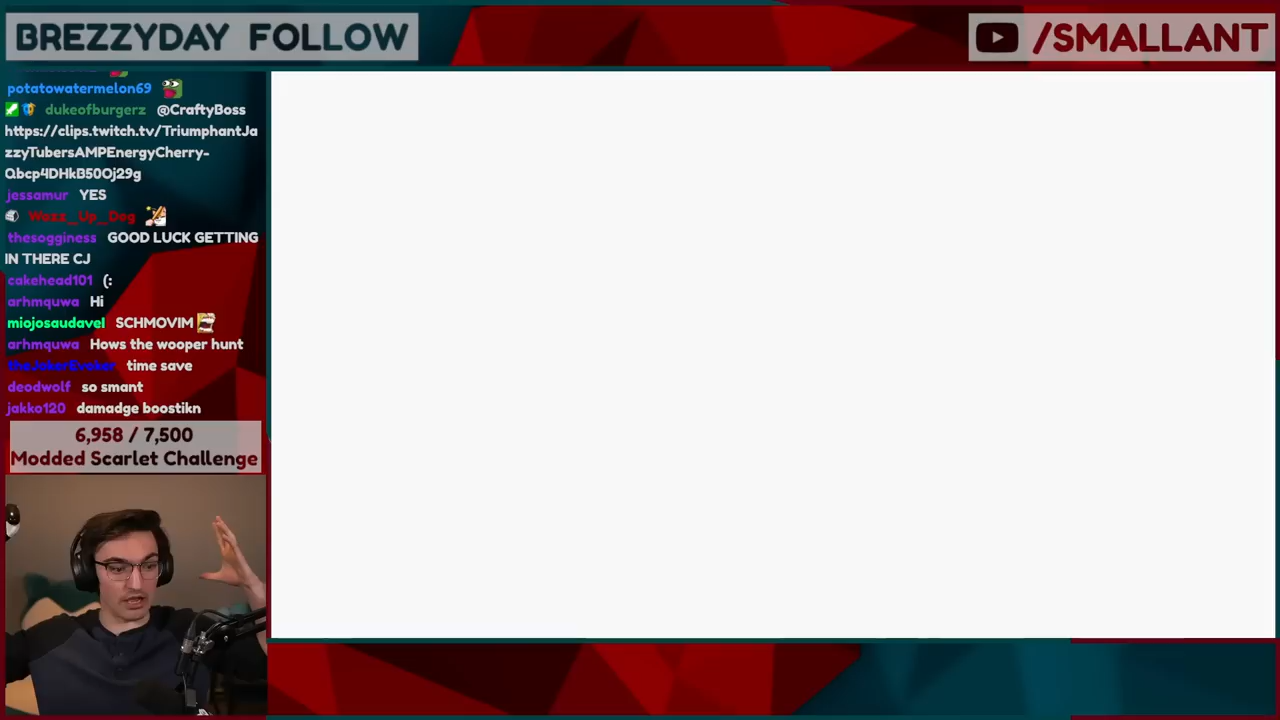 BREZZYDAY FOLLOW
/SMALLANT
potatowatermelon69
dukeofburgerz @CraftyBoss
https://clips.twitch.tv/TriumphantJa
zzyTubersAMPEnergyCherry-
Qbcp4DHkB50Oj29g
jessamur YES
Wazz_Up_Dog
thesogginess GOOD LUCK GETTING
IN THERE CJ
cakehead101 (:
arhmquwa Hi
miojosaudavel SCHMOVIM
arhmquwa Hows the wooper hunt
theJokerEvoker time save
deodwolf so smant
jakko120 damadge boostikn
6,958 / 7,500
Modded Scarlet Challenge